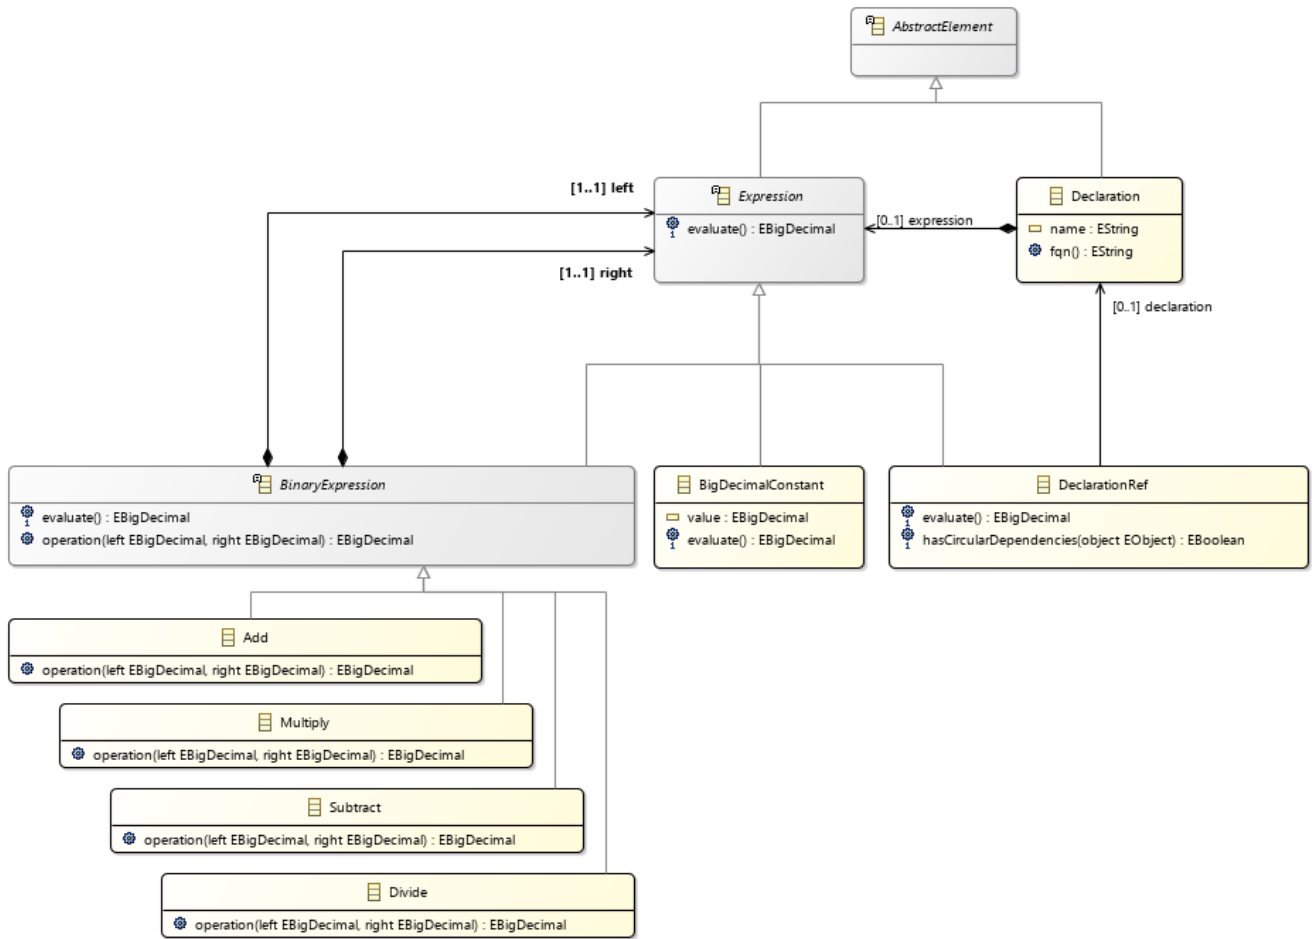 AbstractElement
[1..1] left
Expression
evaluate() : EBigDecimal
[0..1] expression
Declaration
name : EString
fqn() : EString
[1..1] right
[0..1] declaration
BinaryExpression
evaluate() : EBigDecimal
operation(left EBigDecimal, right EBigDecimal) : EBigDecimal
BigDecimalConstant
value : EBigDecimal
evaluate() : EBigDecimal
DeclarationRef
evaluate() : EBigDecimal
hasCircularDependencies(object EObject) : EBoolean
Add
operation(left EBigDecimal, right EBigDecimal) : EBigDecimal
Multiply
operation(left EBigDecimal, right EBigDecimal) : EBigDecimal
Subtract
operation(left EBigDecimal, right EBigDecimal) : EBigDecimal
Divide
operation(left EBigDecimal, right EBigDecimal) : EBigDecimal